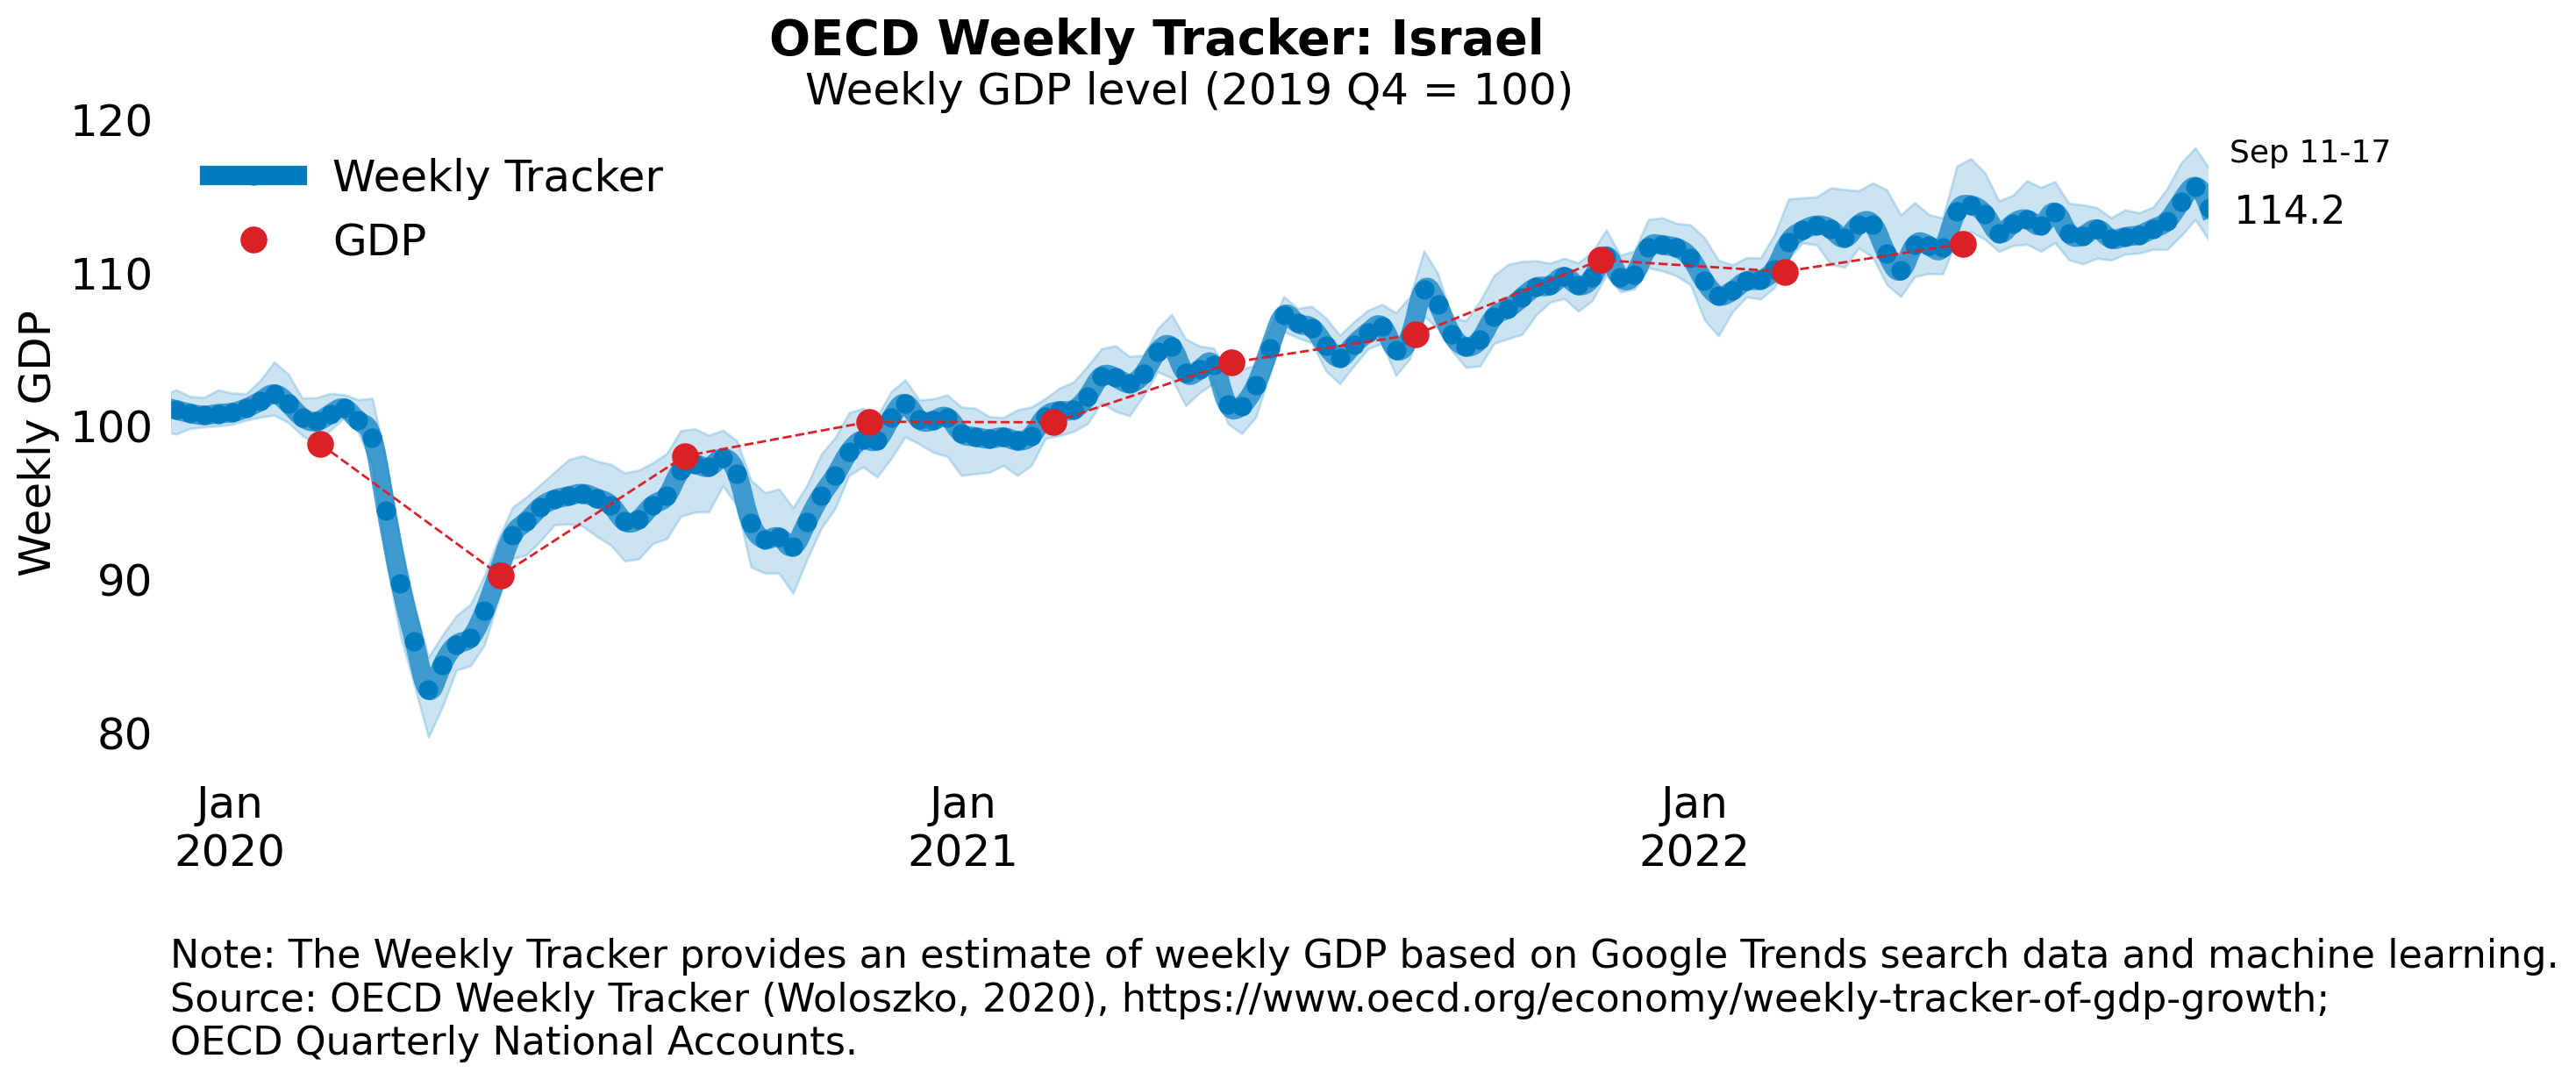 OECD Weekly Tracker: Israel
Weekly GDP level (2019 Q4 = 100)
120
110
100
90
80
Weekly GDP
Weekly Tracker
GDP
Sep 11-17
114.2
Jan
2020
Jan
2021
Jan
2022
Note: The Weekly Tracker provides an estimate of weekly GDP based on Google Trends search data and machine learning.
Source: OECD Weekly Tracker (Woloszko, 2020), https://www.oecd.org/economy/weekly-tracker-of-gdp-growth;
OECD Quarterly National Accounts.